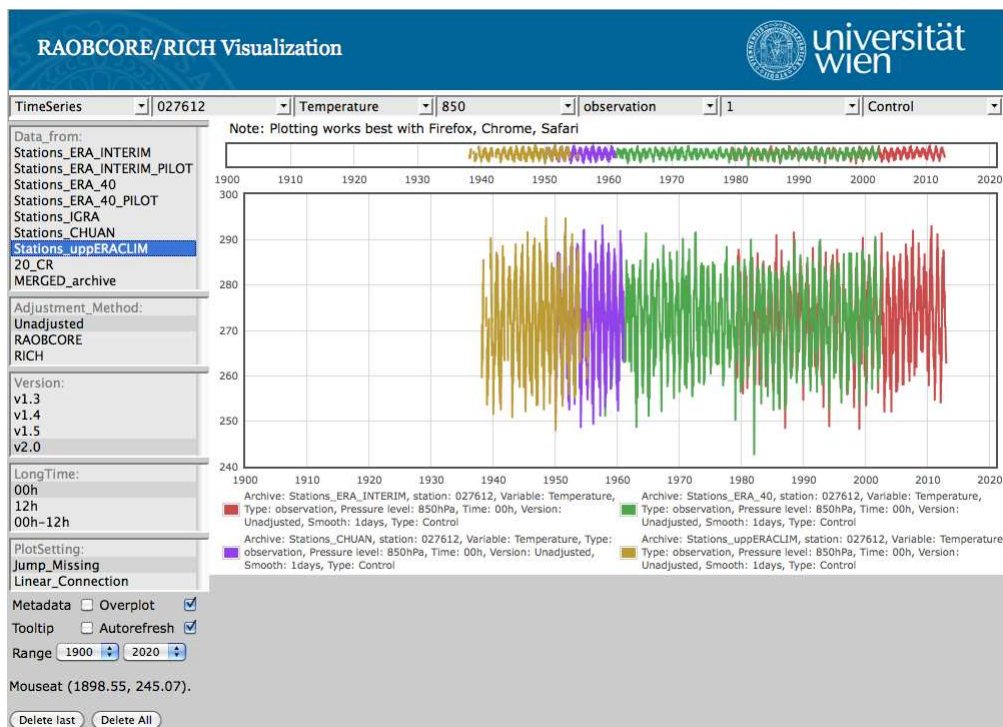 RAOBCORE/RICH Visualization
universität
wien
TimeSeries 027612 Temperature 850 observation 1 Control
Note: Plotting works best with Firefox, Chrome, Safari
Data_from:
Stations_ERA_INTERIM
Stations_ERA_INTERIM_PILOT
Stations_ERA_40
Stations_ERA_40_PILOT
Stations_IGRA
Stations_CHUAN
Stations_uppERACLIM
20_CR
MERGED_archive
Adjustment_Method:
Unadjusted
RAOBCORE
RICH
Version:
v1.3
v1.4
v1.5
v2.0
LongTime:
00h
12h
00h-12h
PlotSetting:
Jump_Missing
Linear_Connection
Metadata Overplot
Tooltip Autorefresh
Range 1900 2020
Mouseat (1898.55, 245.07).
Delete last Delete All
1900 1910 1920 1930 1940 1950 1960 1970 1980 1990 2000 2010 2020
300
290
280
270
260
250
240
1900 1910 1920 1930 1940 1950 1960 1970 1980 1990 2000 2010 2020
Archive: Stations_ERA_INTERIM, station: 027612, Variable: Temperature,
Type: observation, Pressure level: 850hPa, Time: 00h, Version:
Unadjusted, Smooth: 1days, Type: Control
Archive: Stations_ERA_40, station: 027612, Variable: Temperature,
Type: observation, Pressure level: 850hPa, Time: 00h, Version:
Unadjusted, Smooth: 1days, Type: Control
Archive: Stations_CHUAN, station: 027612, Variable: Temperature, Type:
observation, Pressure level: 850hPa, Time: 00h, Version: Unadjusted,
Smooth: 1days, Type: Control
Archive: Stations_uppERACLIM, station: 027612, Variable: Temperature
Type: observation, Pressure level: 850hPa, Time: 00h, Version:
Unadjusted, Smooth: 1days, Type: Control